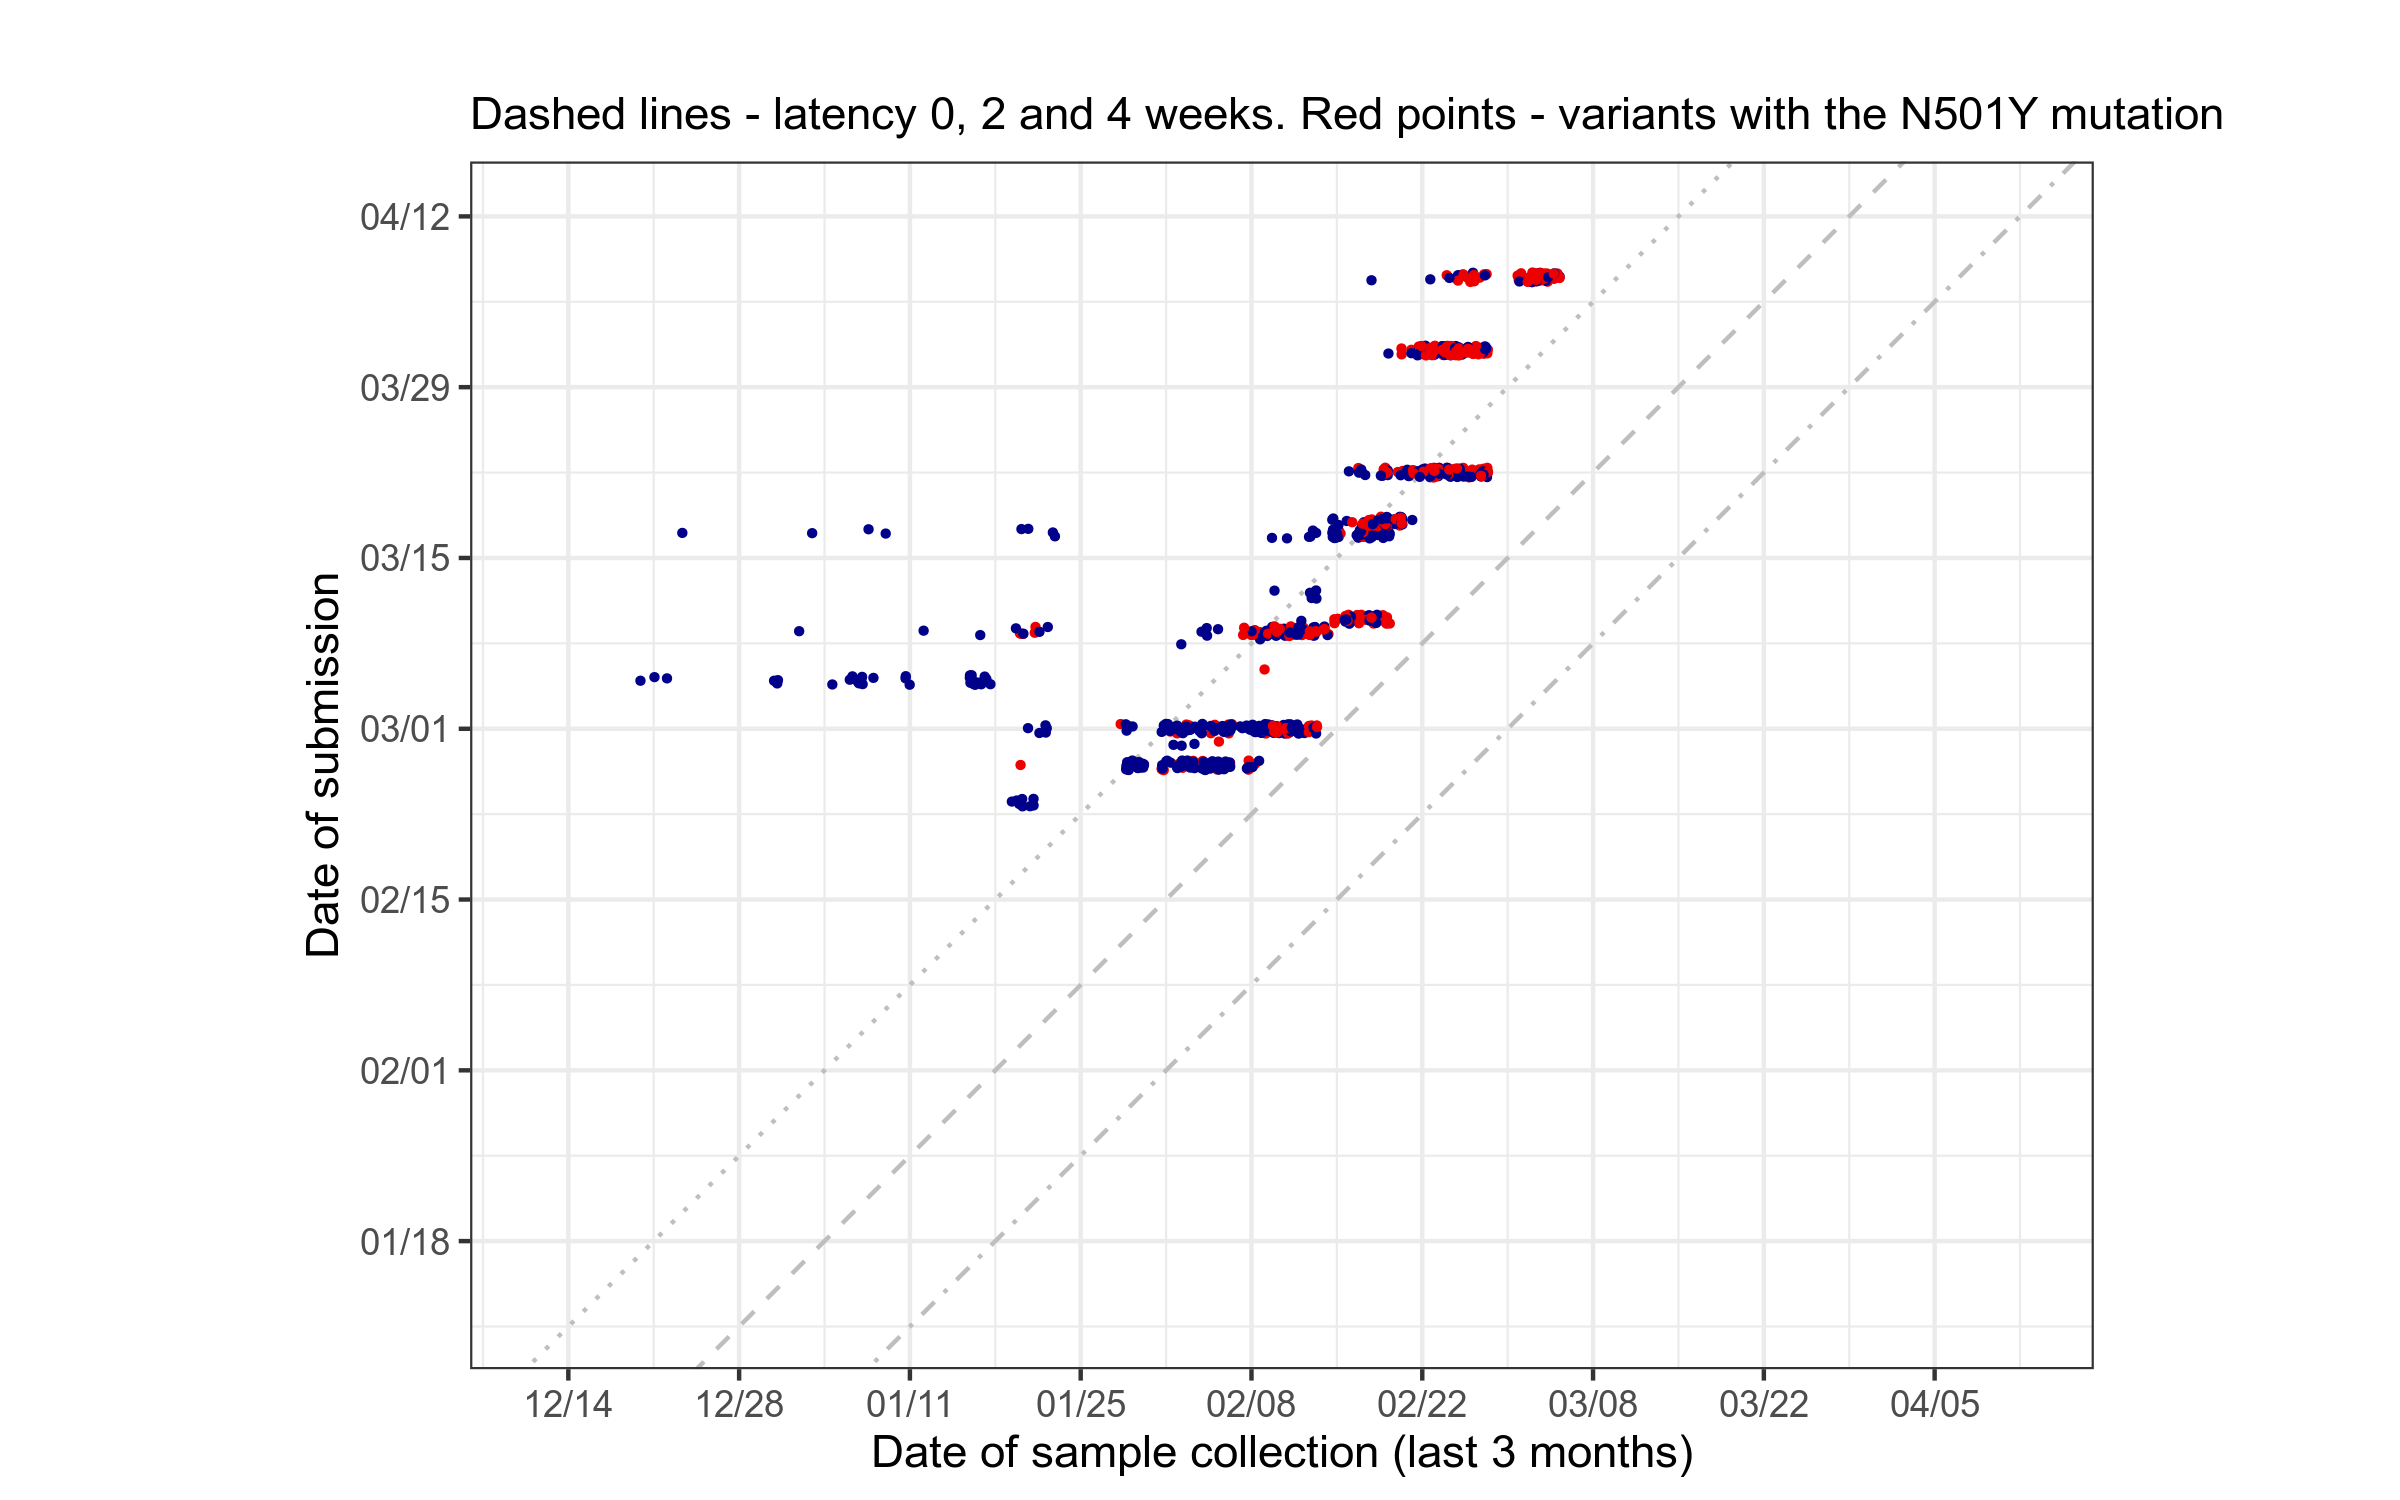 Dashed lines - latency 0, 2 and 4 weeks. Red points - variants with the N501Y mutation
Date of submission
04/12
03/29
03/15
03/01
02/15
02/01
01/18
12/14 12/28 01/11 01/25 02/08 02/22 03/08 03/22 04/05
Date of sample collection (last 3 months)